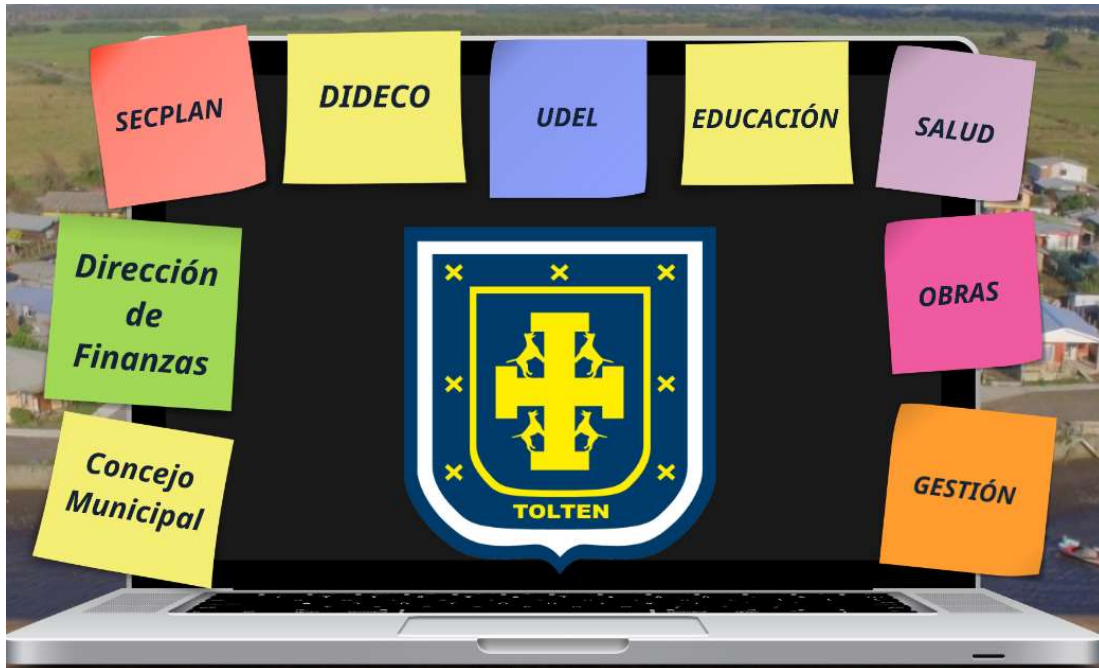 SECPLAN
DIDECO
UDEL
EDUCACIÓN
SALUD
Dirección
de
Finanzas
OBRAS
Concejo
Municipal
GESTIÓN
TOLTEN